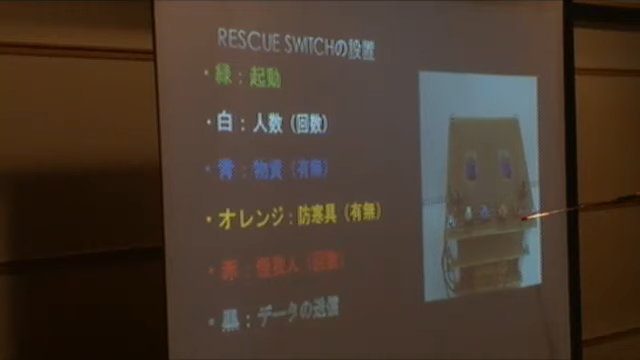 RESCUE SWITCHの設置
・緑：起動
・白：人数（回数）
・青：物資（有無）
・オレンジ：防寒具（有無）
・赤：怪我人（回数）
・黒：データの送信